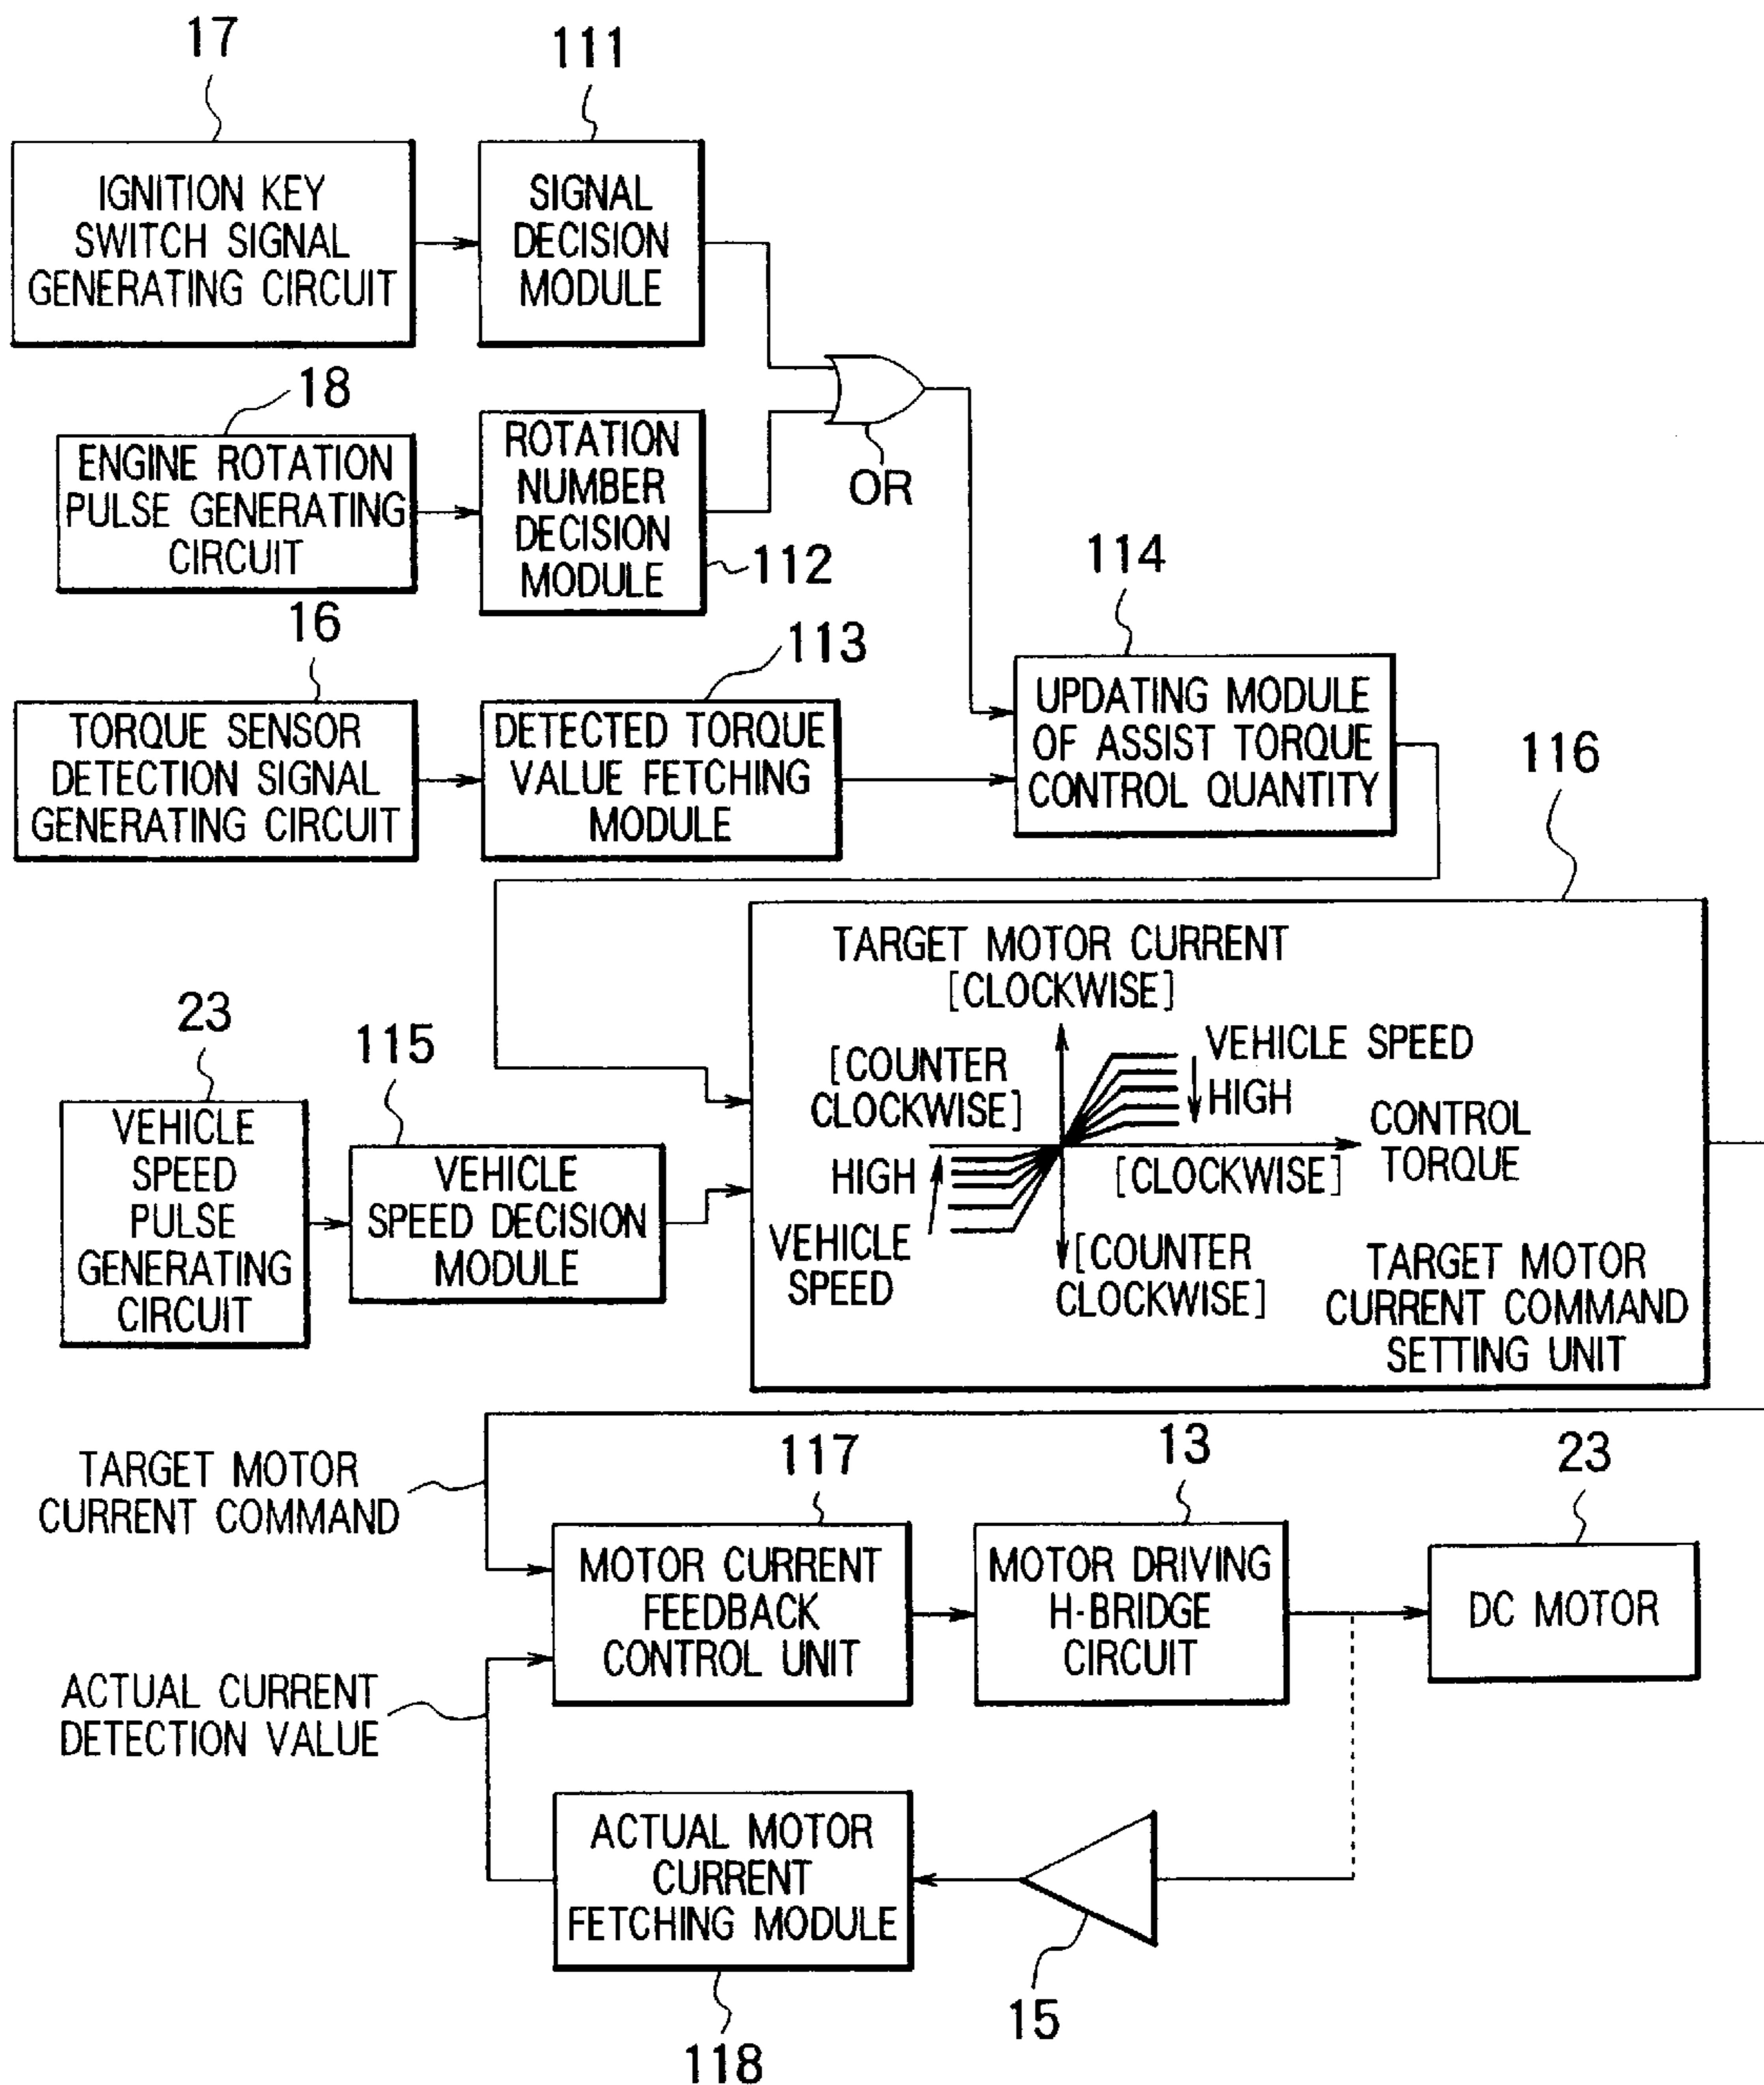 17
111
IGNITION KEY
SWITCH SIGNAL
GENERATING CIRCUIT
SIGNAL
DECISION
MODULE
18
ENGINE ROTATION
PULSE GENERATING
CIRCUIT
ROTATION
NUMBER
DECISION
MODULE
112
OR
16
TORQUE SENSOR
DETECTION SIGNAL
GENERATING CIRCUIT
113
DETECTED TORQUE
VALUE FETCHING
MODULE
114
UPDATING MODULE
OF ASSIST TORQUE
CONTROL QUANTITY
116
23
VEHICLE
SPEED
PULSE
GENERATING
CIRCUIT
115
VEHICLE
SPEED DECISION
MODULE
TARGET MOTOR CURRENT
[CLOCKWISE]
[COUNTER
CLOCKWISE]
VEHICLE SPEED
HIGH
CONTROL
TORQUE
[CLOCKWISE]
HIGH
VEHICLE
SPEED
[COUNTER
CLOCKWISE]
TARGET MOTOR
CURRENT COMMAND
SETTING UNIT
TARGET MOTOR
CURRENT COMMAND
117
MOTOR CURRENT
FEEDBACK
CONTROL UNIT
13
MOTOR DRIVING
H-BRIDGE
CIRCUIT
23
DC MOTOR
ACTUAL CURRENT
DETECTION VALUE
ACTUAL MOTOR
CURRENT
FETCHING MODULE
118
15